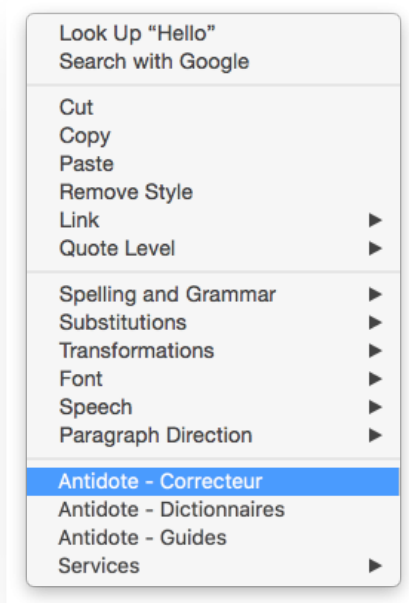 Look Up “Hello”
Search with Google
Cut
Copy
Paste
Remove Style
Link
Quote Level
Spelling and Grammar
Substitutions
Transformations
Font
Speech
Paragraph Direction
Antidote - Correcteur
Antidote - Dictionnaires
Antidote - Guides
Services